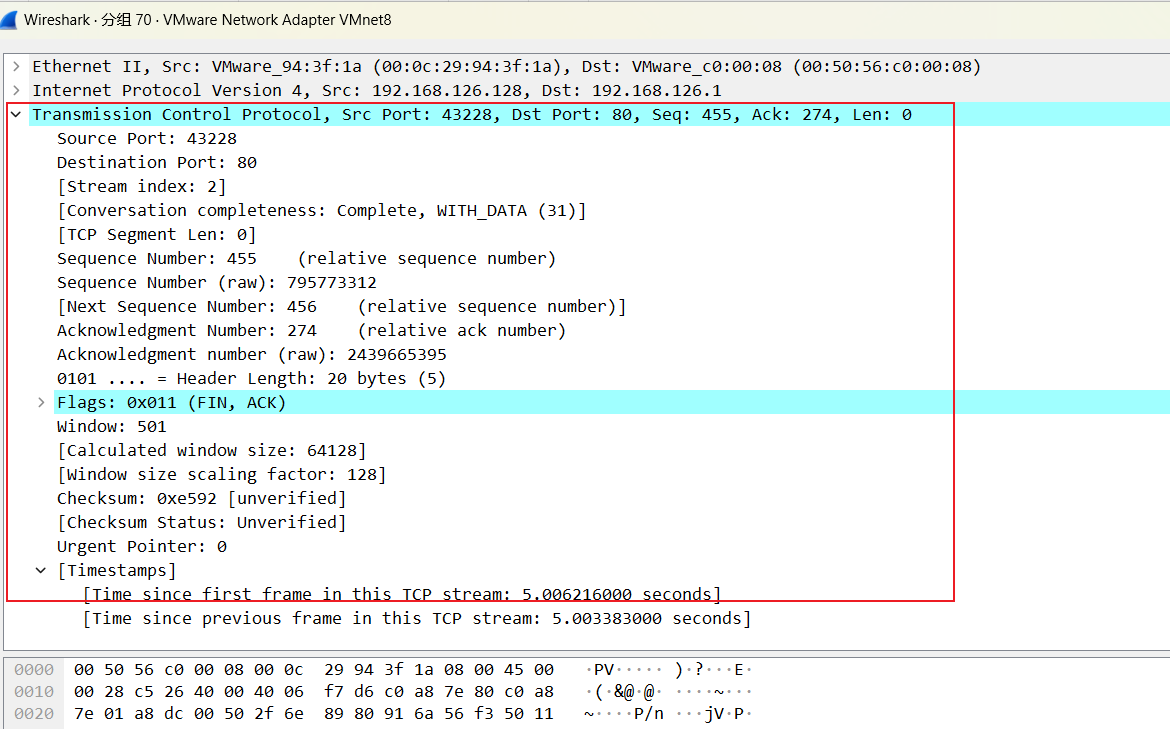 Wireshark · 分组 70 · VMware Network Adapter VMnet8
Ethernet II, Src: VMware_94:3f:1a (00:0c:29:94:3f:1a), Dst: VMware_c0:00:08 (00:50:56:c0:00:08)
Internet Protocol Version 4, Src: 192.168.126.128, Dst: 192.168.126.1
Transmission Control Protocol, Src Port: 43228, Dst Port: 80, Seq: 455, Ack: 274, Len: 0
Source Port: 43228
Destination Port: 80
[Stream index: 2]
[Conversation completeness: Complete, WITH_DATA (31)]
[TCP Segment Len: 0]
Sequence Number: 455    (relative sequence number)
Sequence Number (raw): 795773312
[Next Sequence Number: 456    (relative sequence number)]
Acknowledgment Number: 274    (relative ack number)
Acknowledgment number (raw): 2439665395
0101 .... = Header Length: 20 bytes (5)
Flags: 0x011 (FIN, ACK)
Window: 501
[Calculated window size: 64128]
[Window size scaling factor: 128]
Checksum: 0xe592 [unverified]
[Checksum Status: Unverified]
Urgent Pointer: 0
[Timestamps]
[Time since first frame in this TCP stream: 5.006216000 seconds]
[Time since previous frame in this TCP stream: 5.003383000 seconds]
0000 00 50 56 c0 00 08 00 0c 29 94 3f 1a 08 00 45 00 ·PV····· )·?···E·
0010 00 28 c5 26 40 00 40 06 f7 d6 c0 a8 7e 80 c0 a8 ·(·&@·@· ····~···
0020 7e 01 a8 dc 00 50 2f 6e 89 80 91 6a 56 f3 50 11 ~····P/n ···jV·P·